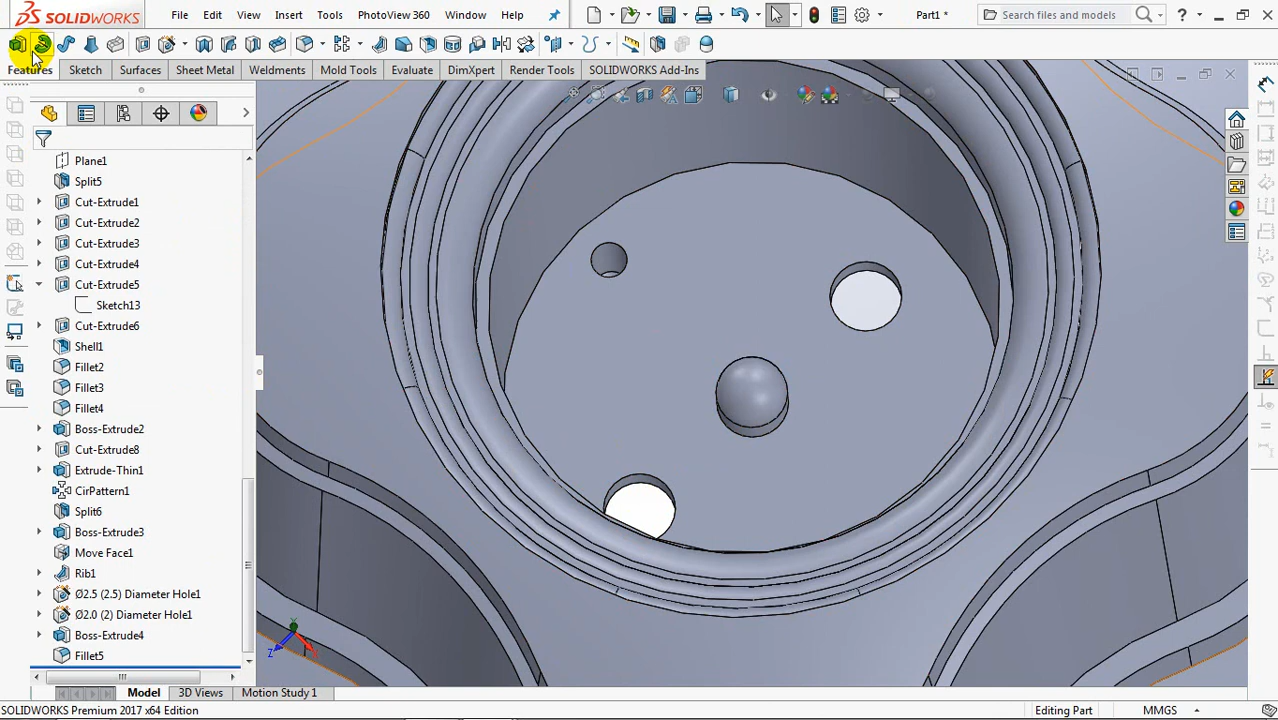 SOLIDWORKS File Edit View Insert Tools PhotoView 360 Window Help Part1 * Search files and models ?
Features Sketch Surfaces Sheet Metal Weldments Mold Tools Evaluate DimXpert Render Tools SOLIDWORKS Add-Ins
Plane1
Split5
Cut-Extrude1
Cut-Extrude2
Cut-Extrude3
Cut-Extrude4
Cut-Extrude5
Sketch13
Cut-Extrude6
Shell1
Fillet2
Fillet3
Fillet4
Boss-Extrude2
Cut-Extrude8
Extrude-Thin1
CirPattern1
Split6
Boss-Extrude3
Move Face1
Rib1
Ø2.5 (2.5) Diameter Hole1
Ø2.0 (2) Diameter Hole1
Boss-Extrude4
Fillet5
Y
Z
Model 3D Views Motion Study 1
SOLIDWORKS Premium 2017 x64 Edition Editing Part MMGS